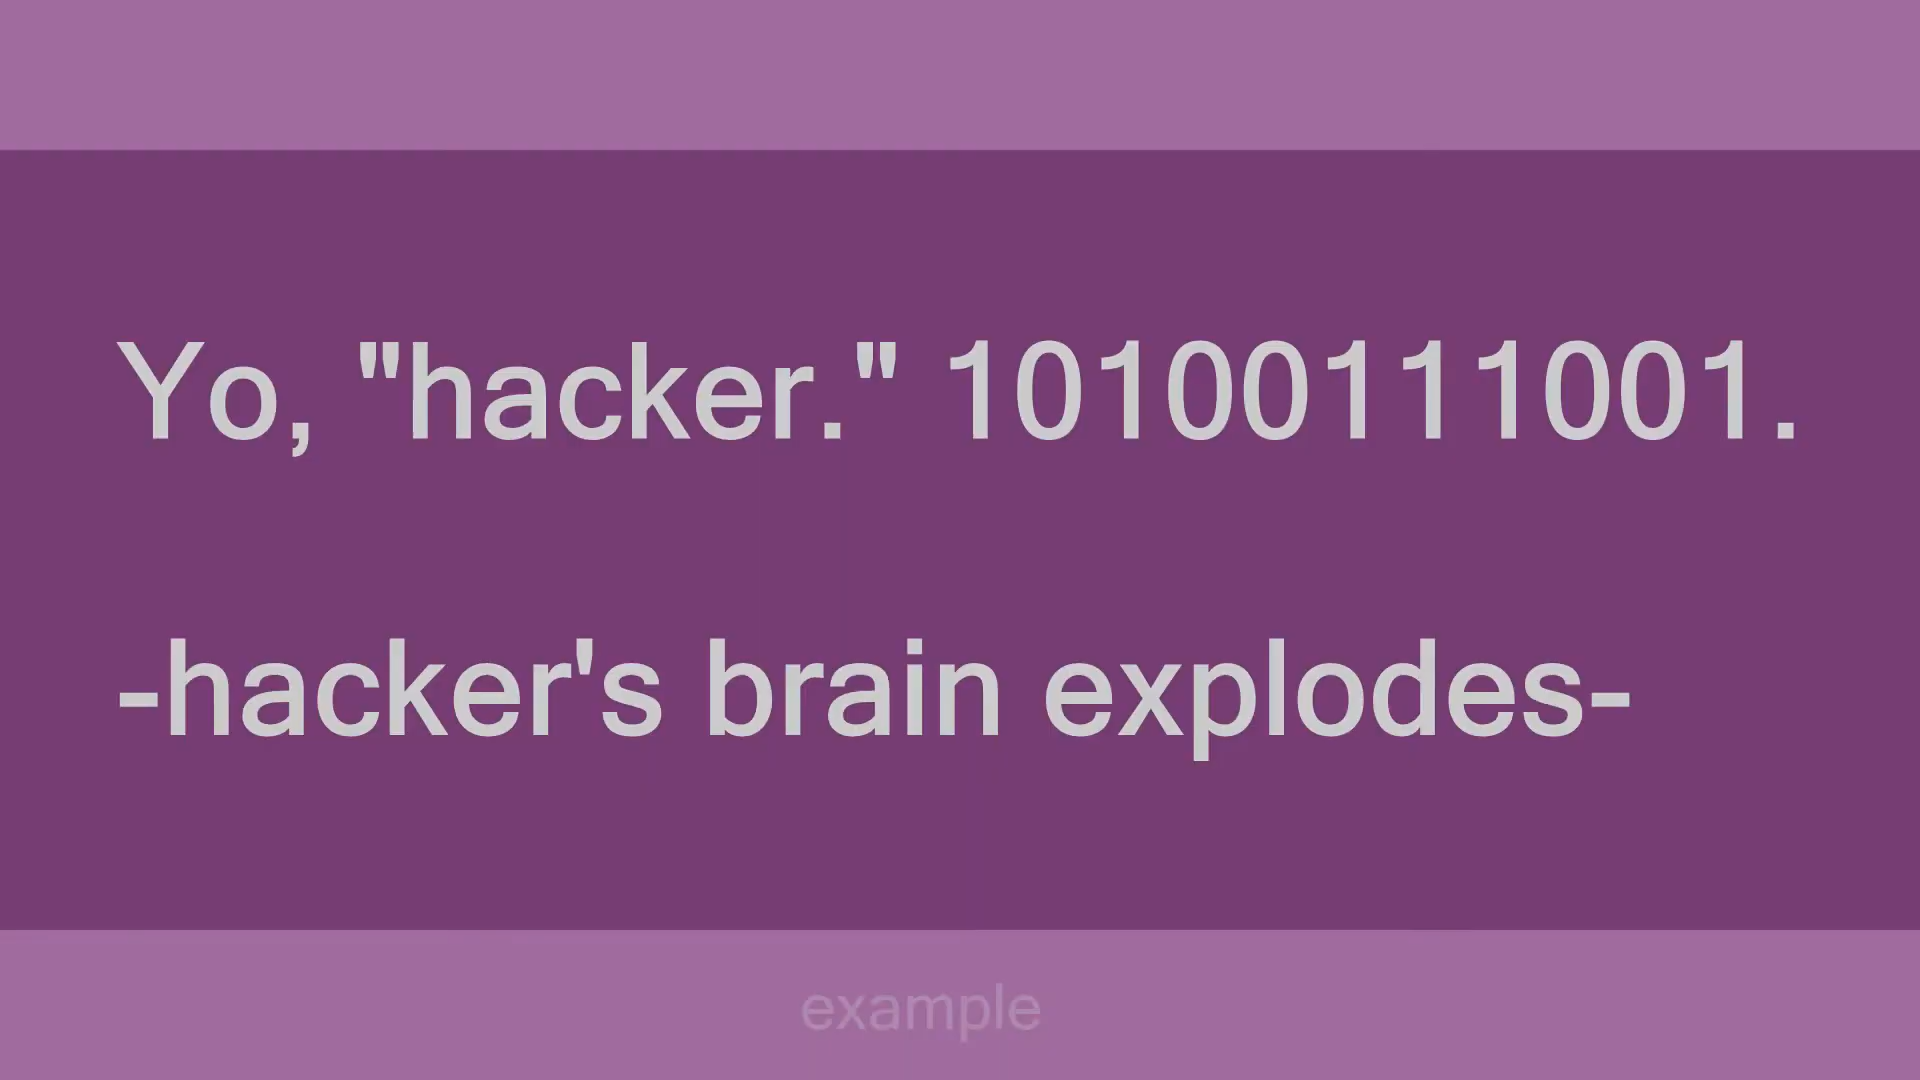 Yo, "hacker." 10100111001.
-hacker's brain explodes-
example